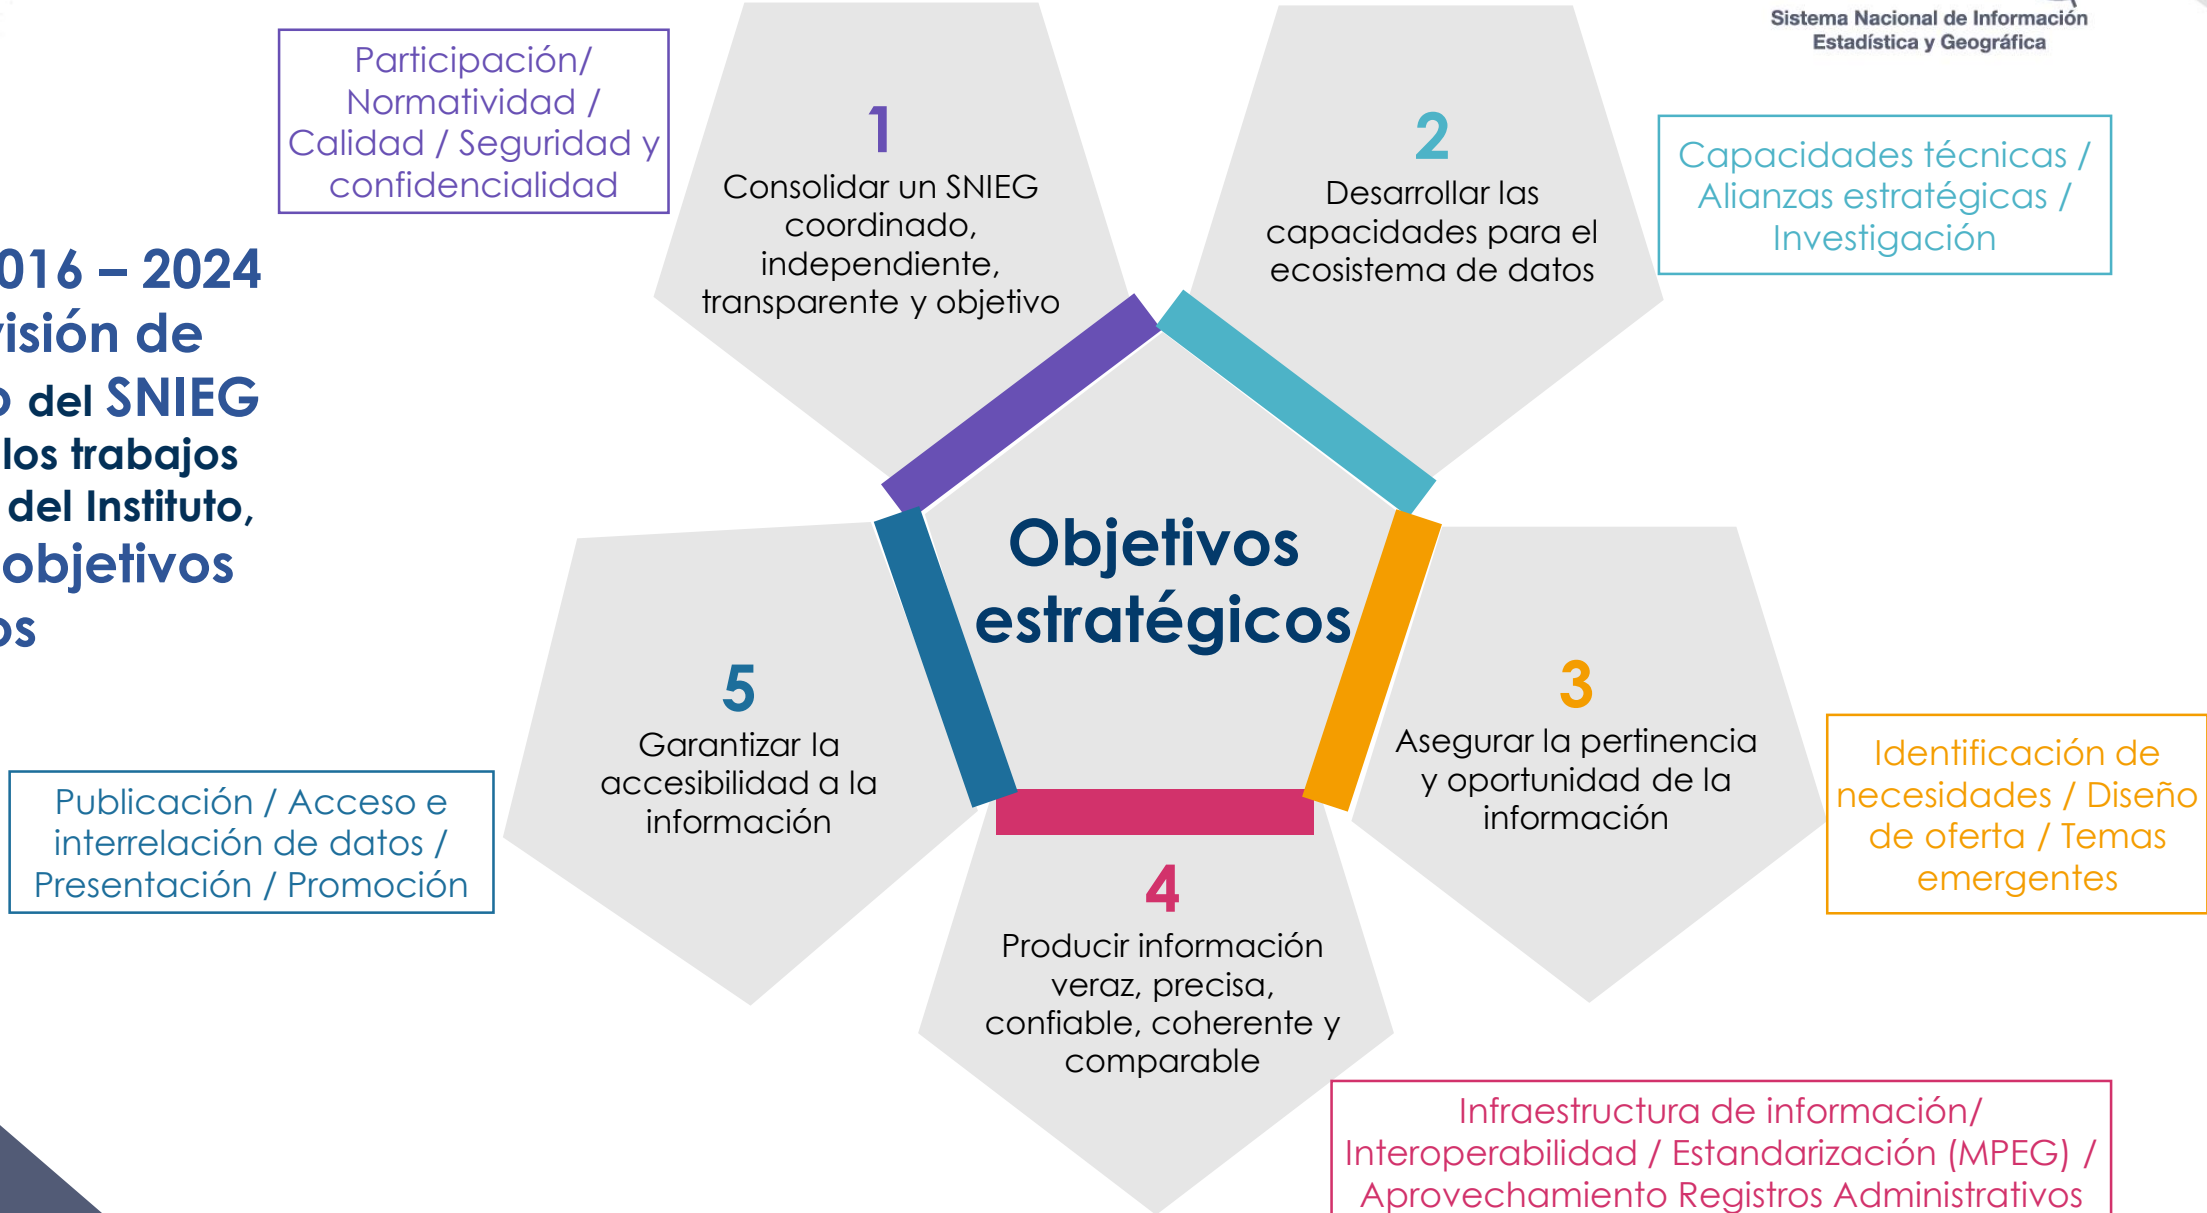 Sistema Nacional de Información
Estadística y Geográfica
Participación/
Normatividad /
Calidad / Seguridad y
confidencialidad
1
Consolidar un SNIEG
coordinado,
independiente,
transparente y objetivo
2
Desarrollar las
capacidades para el
ecosistema de datos
Capacidades técnicas /
Alianzas estratégicas /
Investigación
– 2024
de
del SNIEG
los trabajos
del Instituto,
objetivos
Objetivos
estratégicos
5
Garantizar la
accesibilidad a la
información
3
Asegurar la pertinencia
y oportunidad de la
información
Publicación / Acceso e
interrelación de datos /
Presentación / Promoción
Identificación de
necesidades / Diseño
de oferta / Temas
emergentes
4
Producir información
veraz, precisa,
confiable, coherente y
comparable
Infraestructura de información/
Interoperabilidad / Estandarización (MPEG) /
Aprovechamiento Registros Administrativos